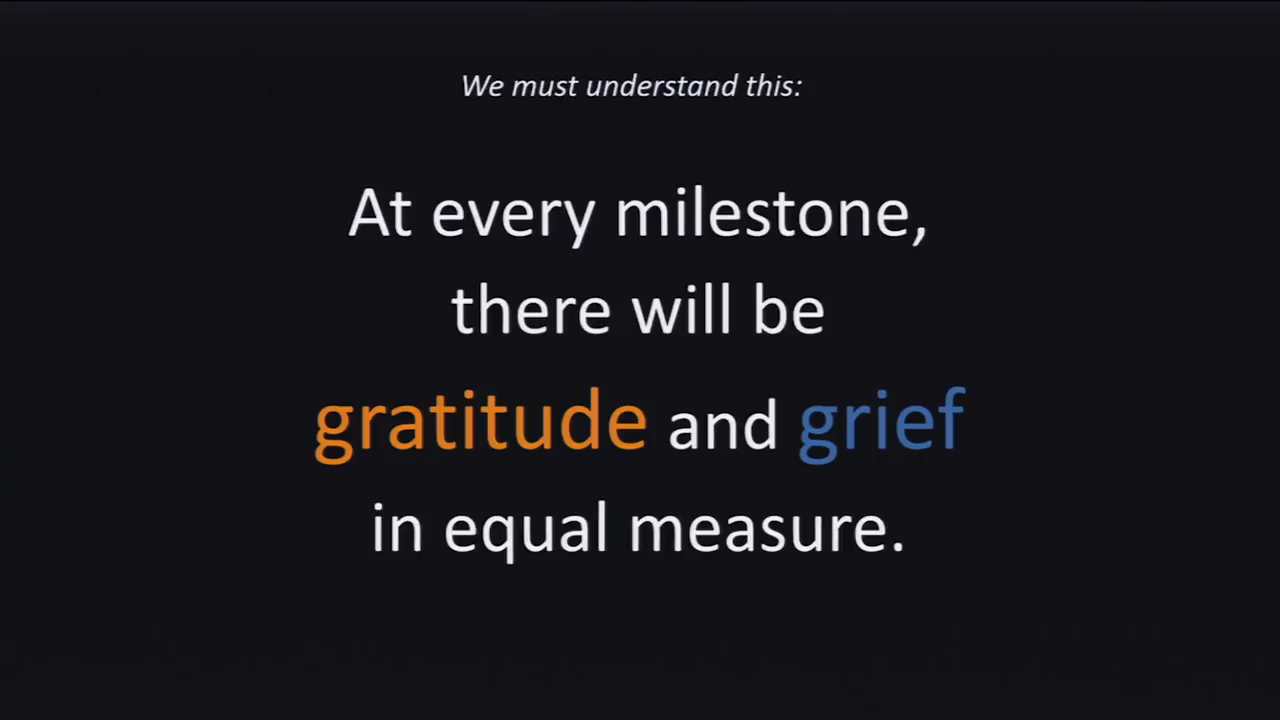 We must understand this:
At every milestone,
there will be
gratitude and grief
in equal measure.